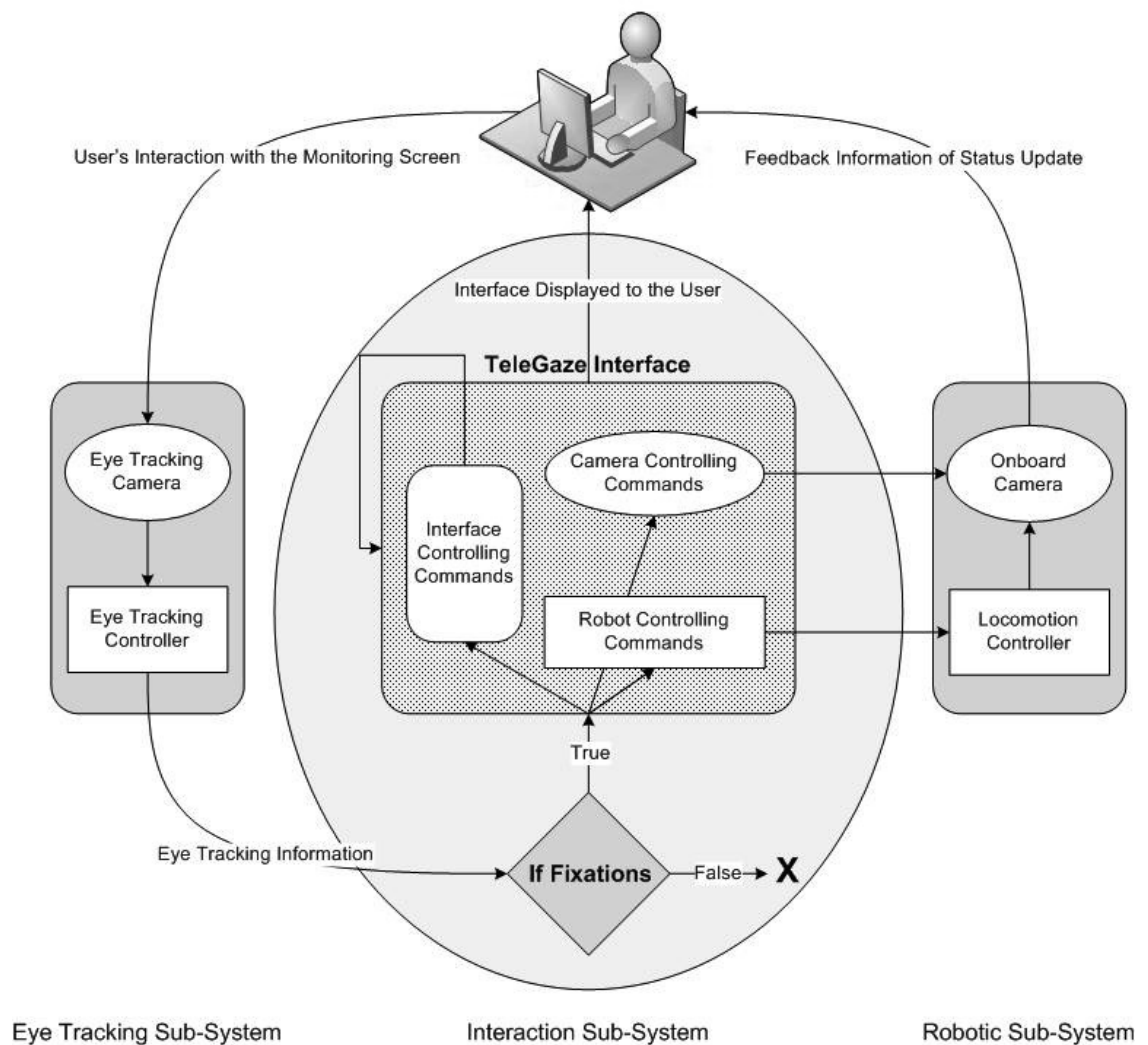 User's Interaction with the Monitoring Screen
Feedback Information of Status Update
Interface Displayed to the User
TeleGaze Interface
Eye Tracking
Camera
Eye Tracking
Controller
Interface
Controlling
Commands
Camera Controlling
Commands
Robot Controlling
Commands
Onboard
Camera
Locomotion
Controller
True
Eye Tracking Information
If Fixations
False
X
Eye Tracking Sub-System
Interaction Sub-System
Robotic Sub-System